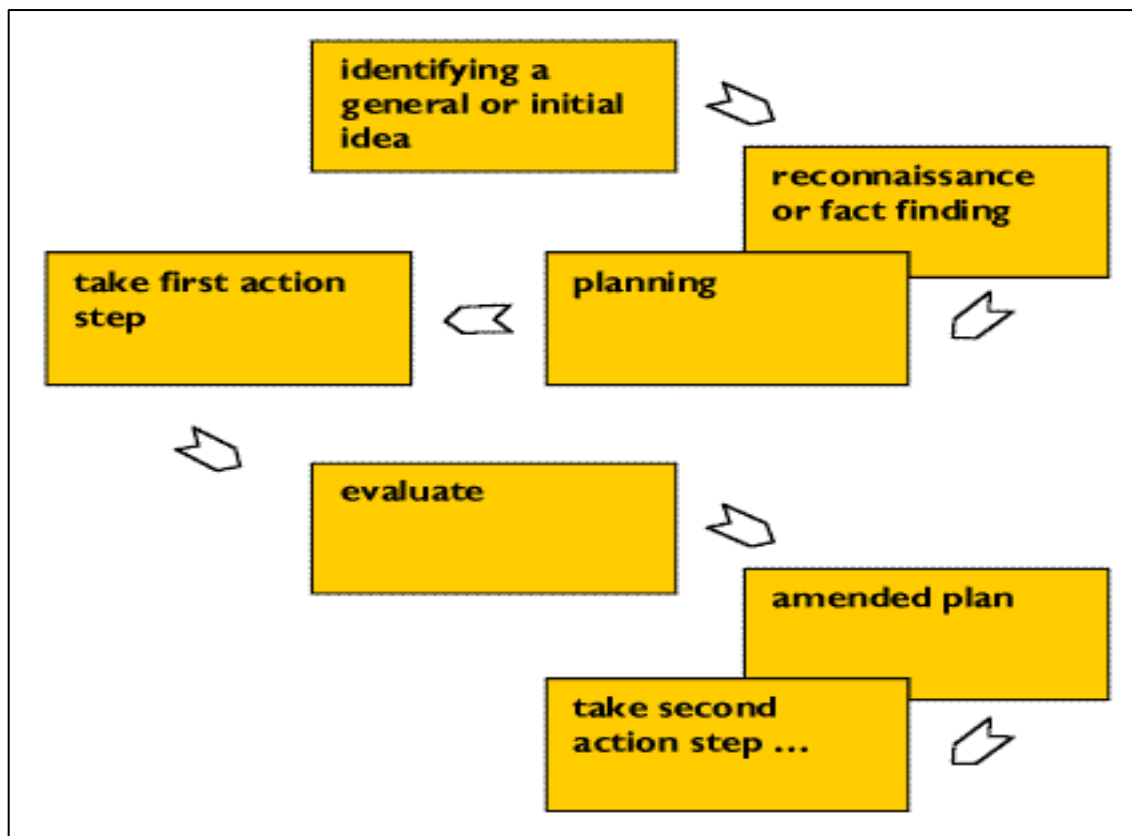 identifying a
general or initial
idea
reconnaissance
or fact finding
planning
take first action
step
evaluate
amended plan
take second
action step ...